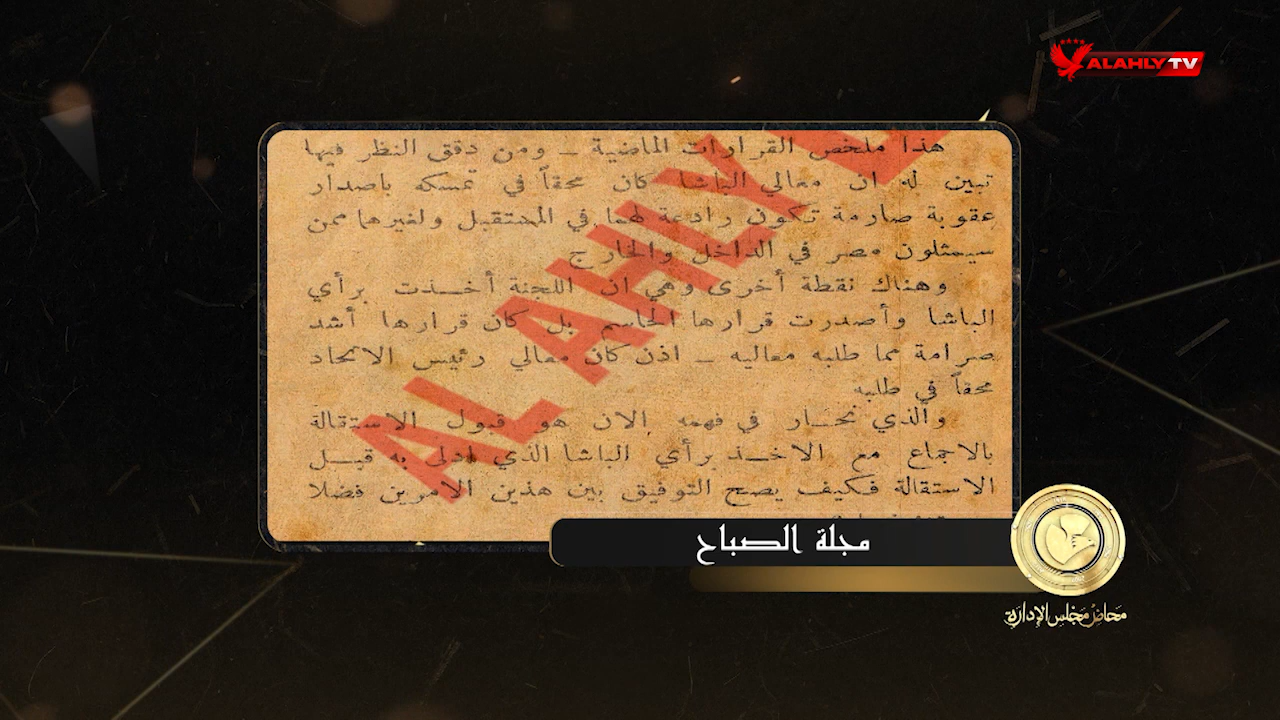 ALAHLY TV
هذا ملخص القرارات الماضية – ومن دقق النظر فيها
تبين له ان معالي الباشا كان محقاً في تمسكه باصدار
عقوبة صارمة تكون رادعة لهما في المستقبل ولغيرهما ممن
سيمثلون مصر في الداخل والخارج
وهناك نقطة أخرى وهي ان اللجنة أخذت برأي
الباشا وأصدرت قرارها الحاسم بل كان قرارها أشد
صرامة مما طلبه معاليه – اذن كان معالي رئيس الاتحاد
محقاً في طلبه
والذي نحار في فهمه الان هو قبول الاستقالة
بالاجماع مع الاخذ برأي الباشا الذي ادلى به قبل
الاستقالة فكيف يصح التوفيق بين هذين الامرين فضلا
AL AHLY
مجلة الصباح
محاضر مجلس الإدارة